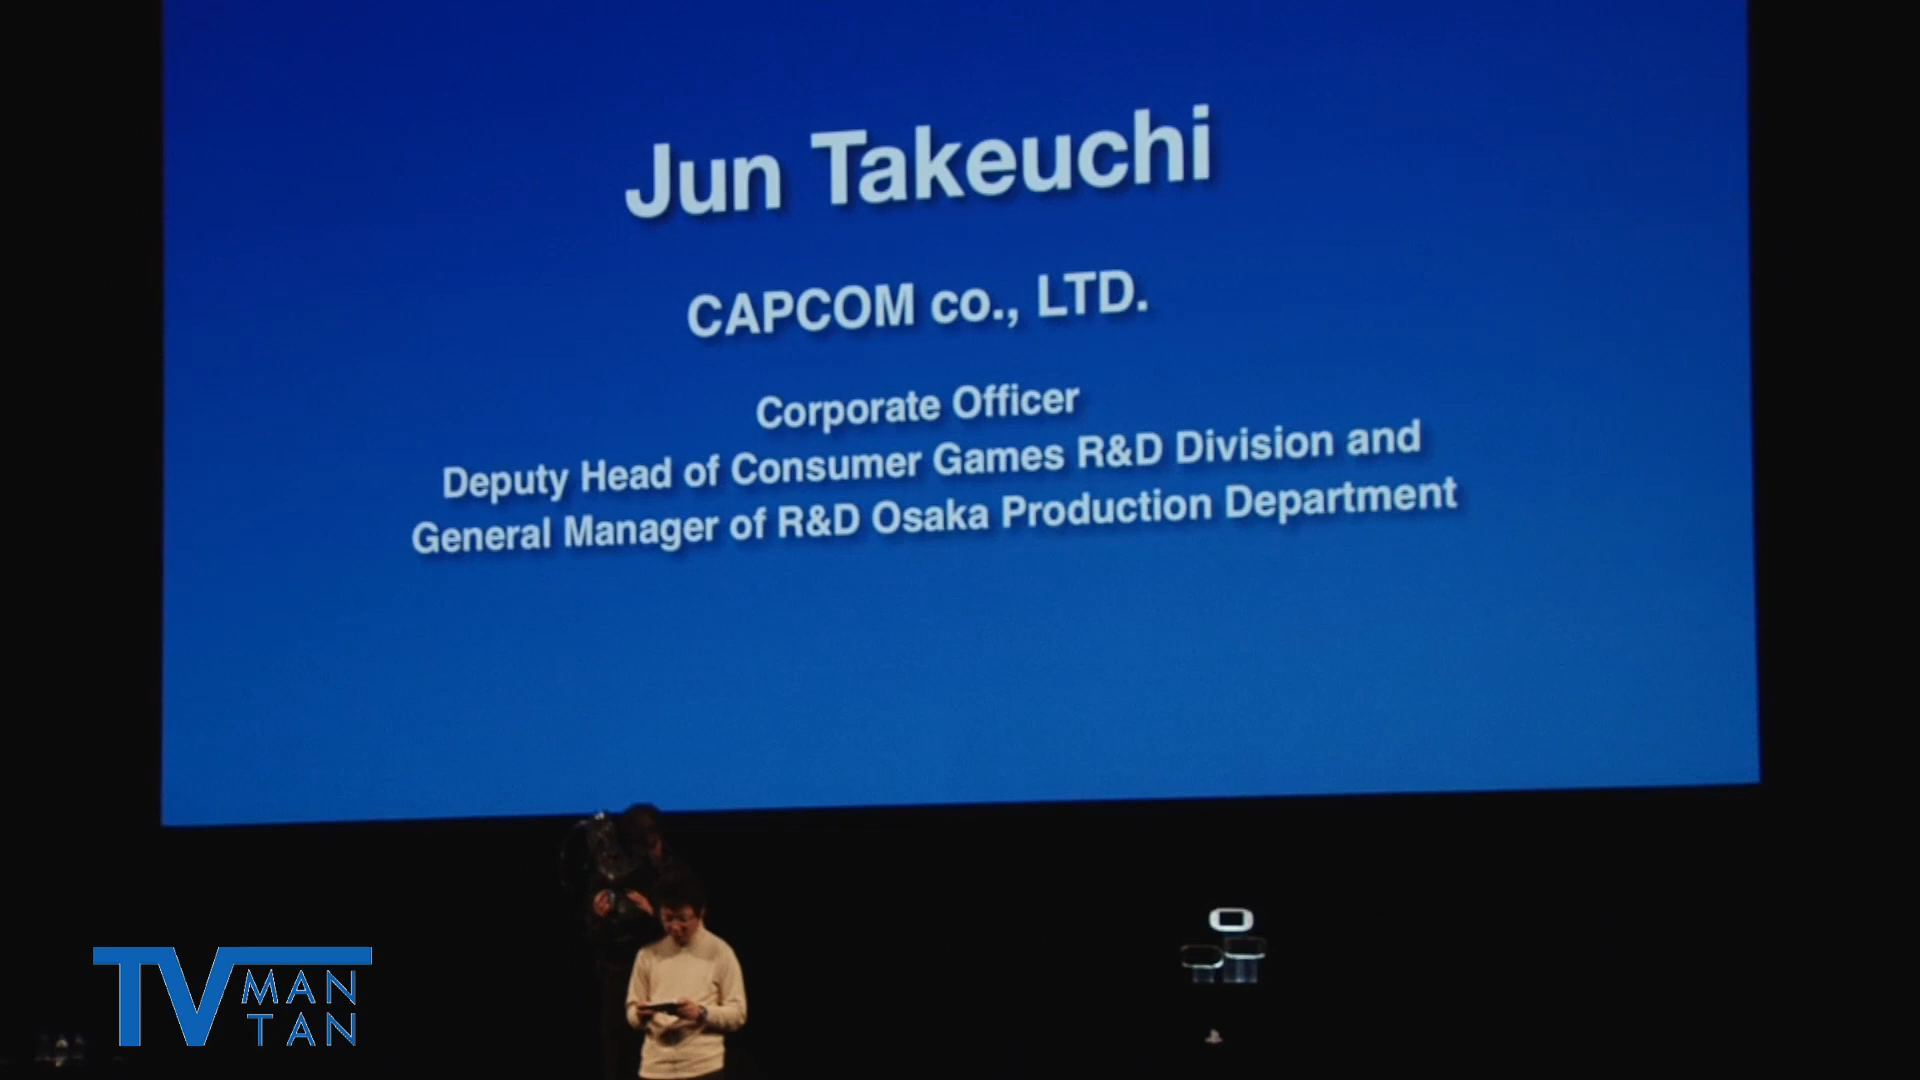 Jun Takeuchi
CAPCOM co., LTD.
Corporate Officer
Deputy Head of Consumer Games R&D Division and
General Manager of R&D Osaka Production Department
TV MAN
TAN